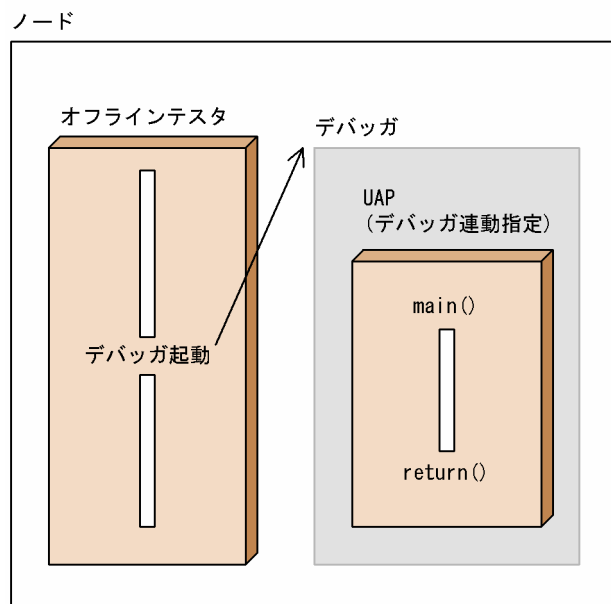 ノード
オフラインテスタ
デバッガ
UAP
(デバッガ連動指定)
main()
デバッガ起動
return()